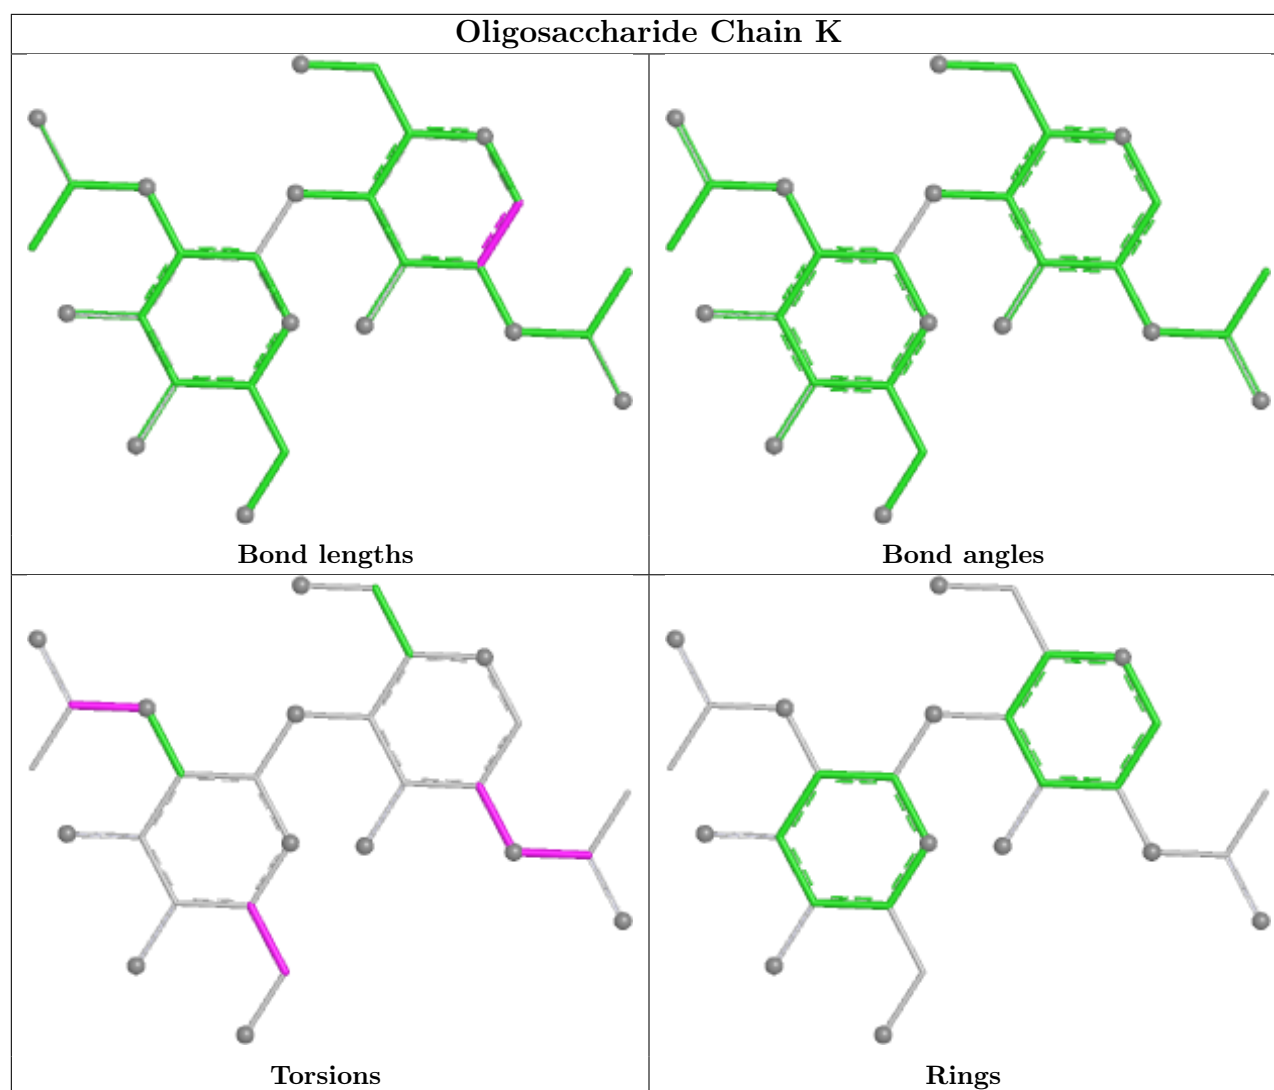 Oligosaccharide Chain K
Bond lengths
Bond angles
Torsions
Rings